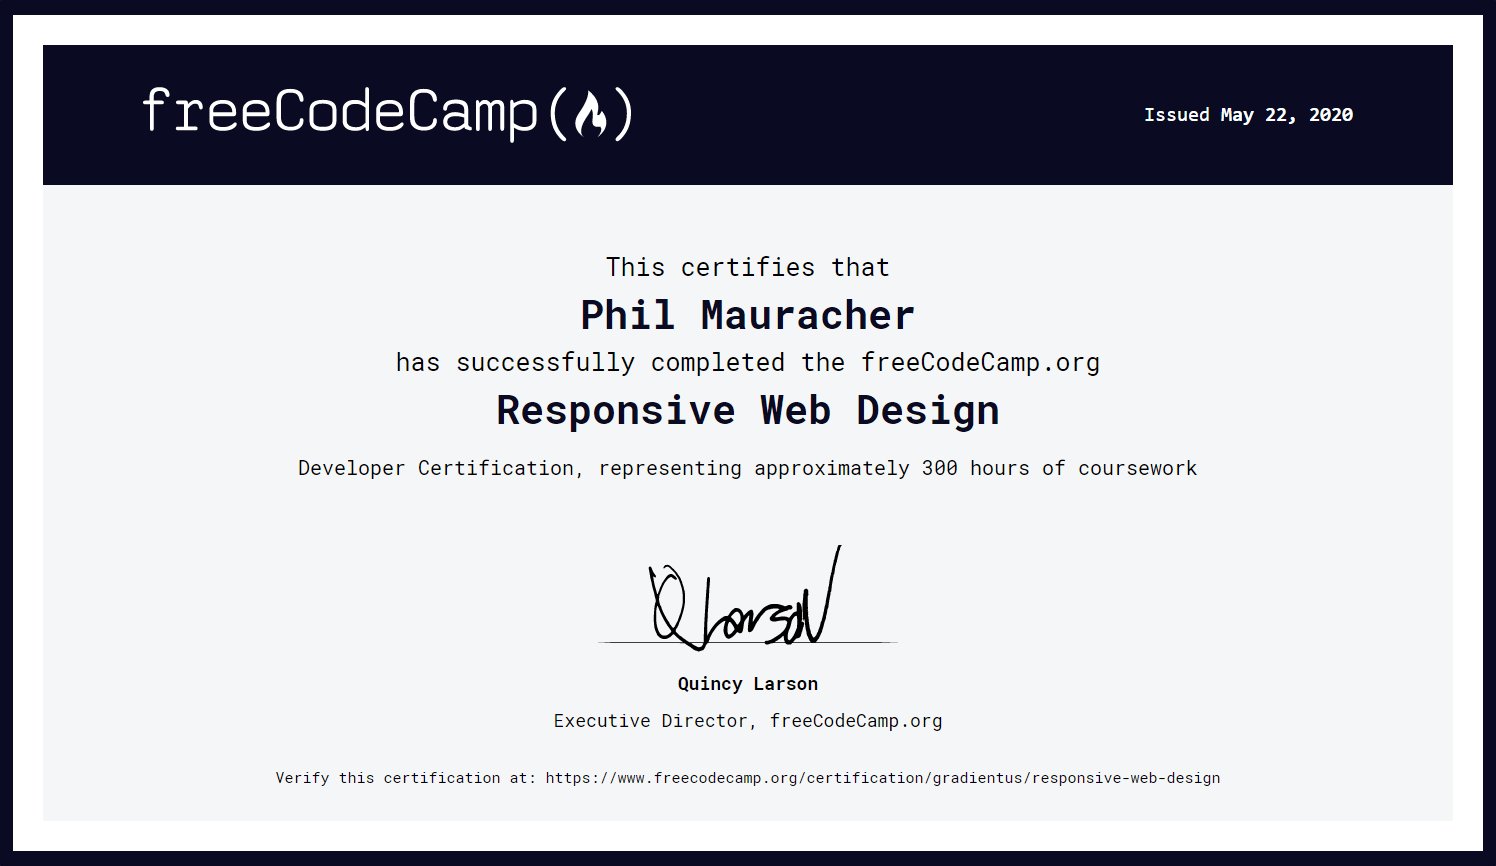 freeCodeCamp(🔥)
Issued May 22, 2020
This certifies that
Phil Mauracher
has successfully completed the freeCodeCamp.org
Responsive Web Design
Developer Certification, representing approximately 300 hours of coursework
Q Larson
Quincy Larson
Executive Director, freeCodeCamp.org
Verify this certification at: https://www.freecodecamp.org/certification/gradientus/responsive-web-design